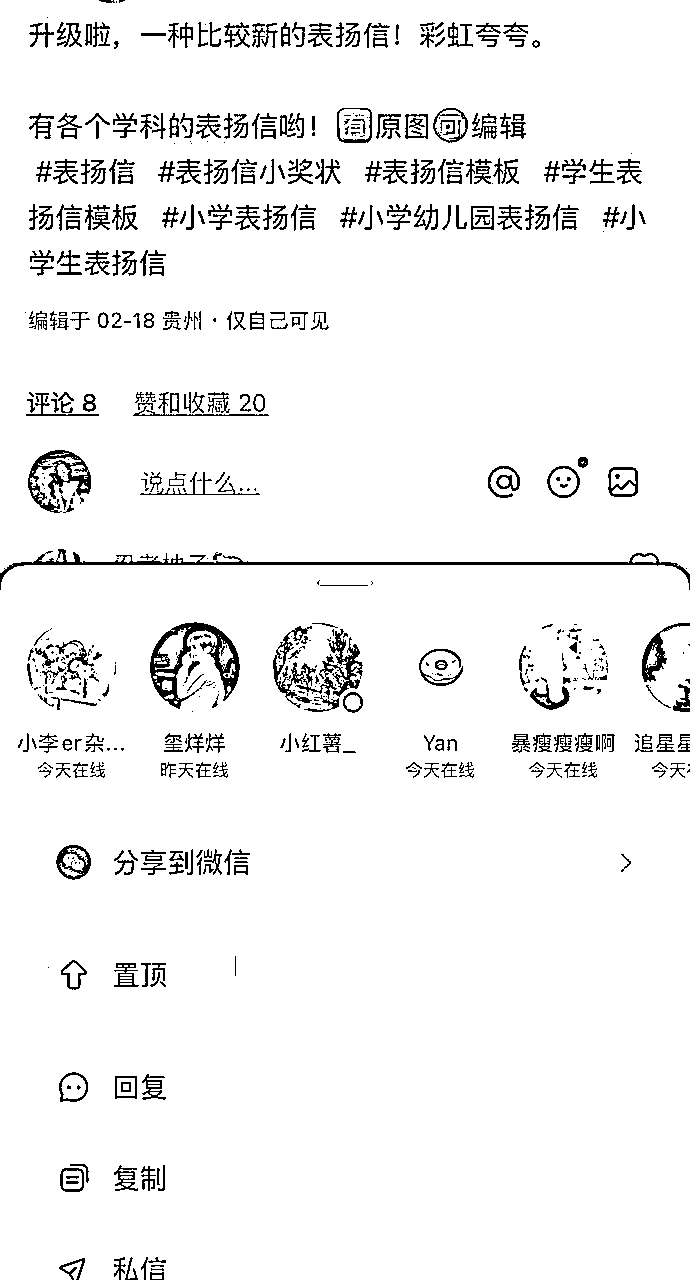 升级啦，一种比较新的表扬信！彩虹夸夸。
有各个学科的表扬信哟！有原图可编辑
#表扬信 #表扬信小奖状 #表扬信模板 #学生表
扬信模板 #小学表扬信 #小学幼儿园表扬信 #小
学生表扬信
编辑于 02-18 贵州 · 仅自己可见
评论 8 赞和收藏 20
说点什么...
小李er杂... 玺烊烊 小红薯_ Yan 暴瘦瘦瘦啊 追星星
今天在线 昨天在线 今天在线 今天在线 今天在
分享到微信
置顶
回复
复制
私信